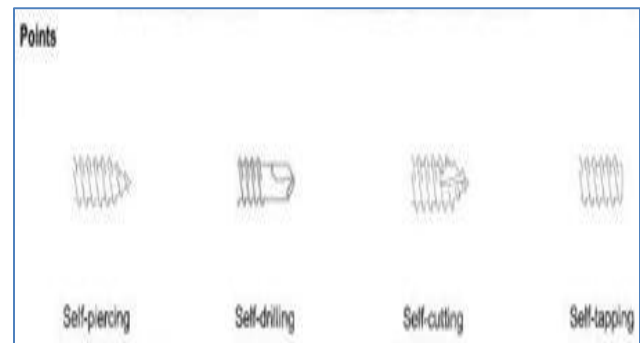 Points
Self-piercing
Self-drilling
Self-cutting
Self-tapping